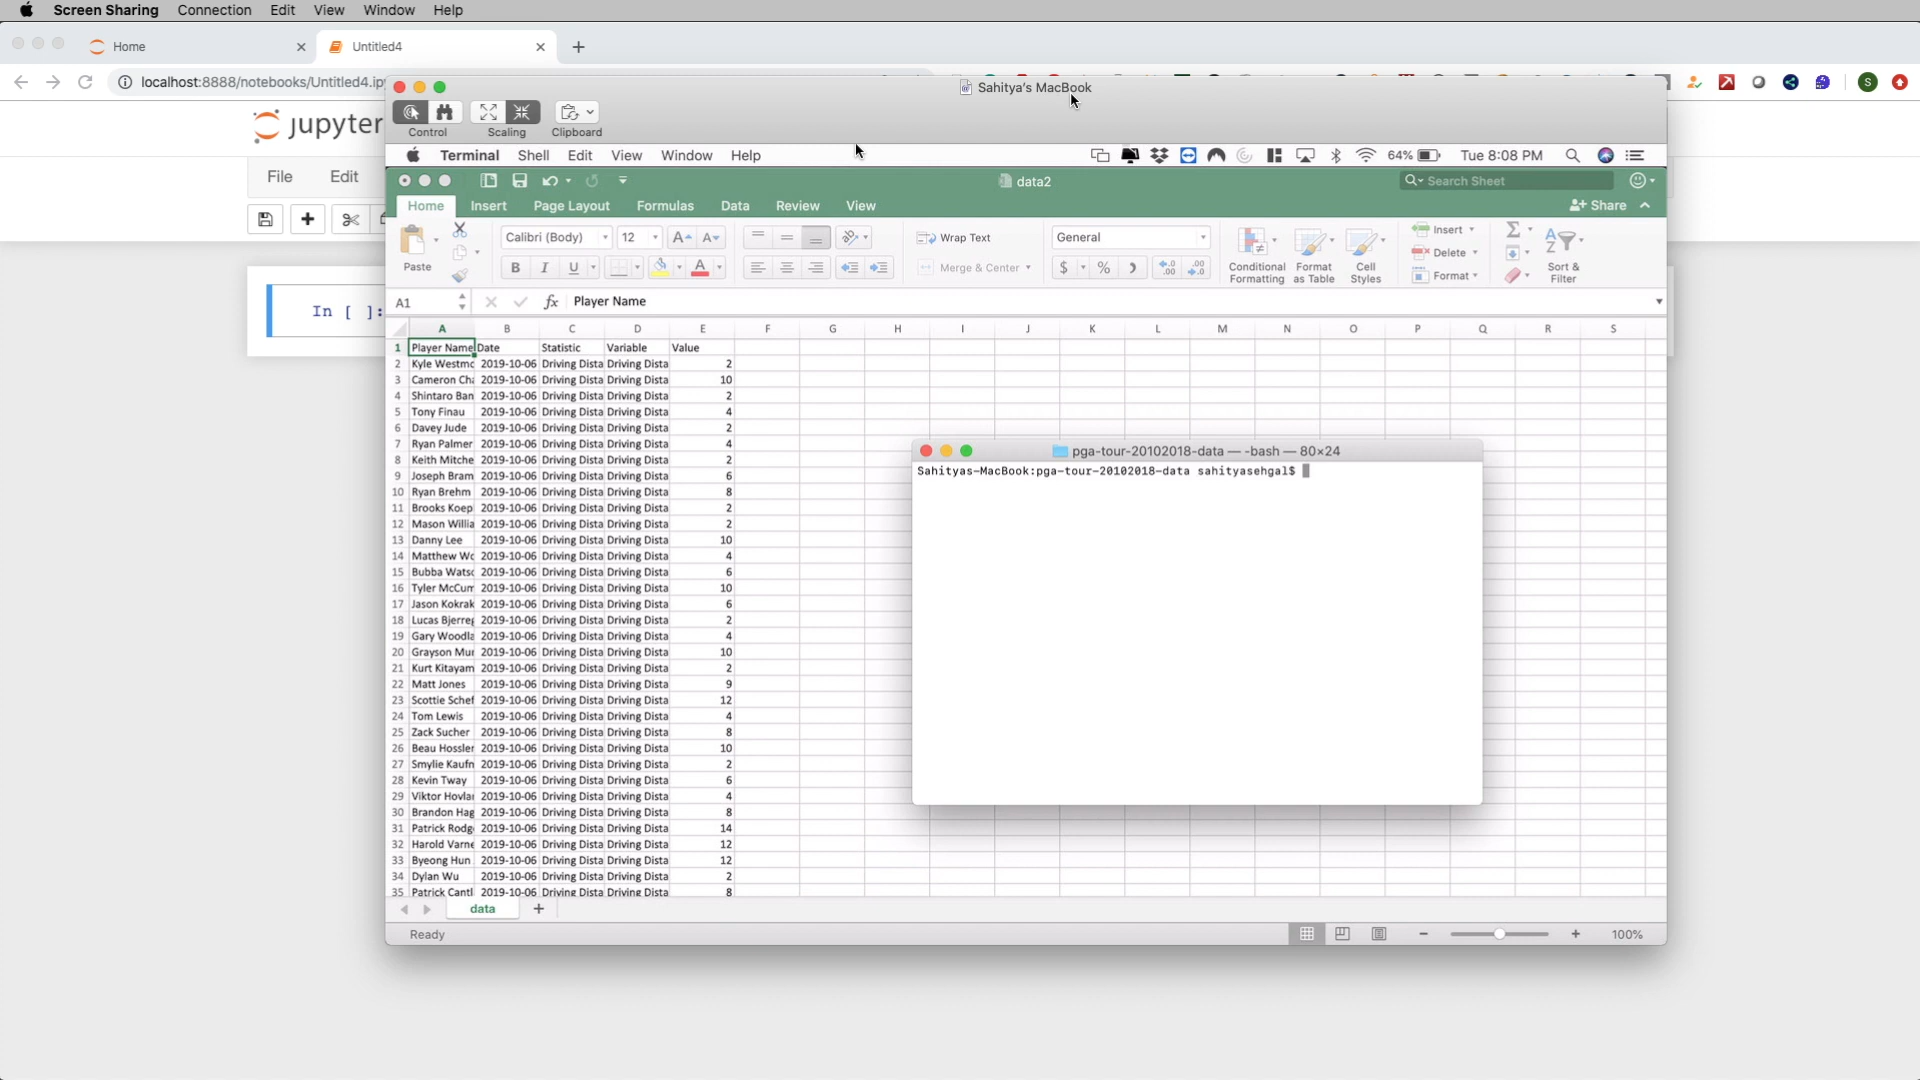 Screen Sharing Connection Edit View Window Help
Home Untitled4
localhost:8888/notebooks/Untitled4.ip
Sahitya's MacBook
Control Scaling Clipboard
jupyter
Terminal Shell Edit View Window Help 64% Tue 8:08 PM
data2 Search Sheet
File Edit
Home Insert Page Layout Formulas Data Review View Share
Paste Calibri (Body) 12 Wrap Text General Insert
B I U Merge & Center $ % Conditional Formatting Format as Table Cell Styles Delete Format Sort & Filter
A1 fx Player Name
In [ ]:
A B C D E F G H I J K L M N O P Q R S
1 Player Name Date Statistic Variable Value
2 Kyle Westmo 2019-10-06 Driving Dista Driving Dista 2
3 Cameron Cha 2019-10-06 Driving Dista Driving Dista 10
4 Shintaro Ban 2019-10-06 Driving Dista Driving Dista 2
5 Tony Finau 2019-10-06 Driving Dista Driving Dista 4
6 Davey Jude 2019-10-06 Driving Dista Driving Dista 2
7 Ryan Palmer 2019-10-06 Driving Dista Driving Dista 4
8 Keith Mitche 2019-10-06 Driving Dista Driving Dista 2
9 Joseph Bram 2019-10-06 Driving Dista Driving Dista 6
10 Ryan Brehm 2019-10-06 Driving Dista Driving Dista 8
11 Brooks Koep 2019-10-06 Driving Dista Driving Dista 2
12 Mason Willia 2019-10-06 Driving Dista Driving Dista 2
13 Danny Lee 2019-10-06 Driving Dista Driving Dista 10
14 Matthew Wo 2019-10-06 Driving Dista Driving Dista 4
15 Bubba Watso 2019-10-06 Driving Dista Driving Dista 6
16 Tyler McCum 2019-10-06 Driving Dista Driving Dista 10
17 Jason Kokrak 2019-10-06 Driving Dista Driving Dista 6
18 Lucas Bjerreg 2019-10-06 Driving Dista Driving Dista 2
19 Gary Woodla 2019-10-06 Driving Dista Driving Dista 4
20 Grayson Mur 2019-10-06 Driving Dista Driving Dista 10
21 Kurt Kitayam 2019-10-06 Driving Dista Driving Dista 2
22 Matt Jones 2019-10-06 Driving Dista Driving Dista 9
23 Scottie Schef 2019-10-06 Driving Dista Driving Dista 12
24 Tom Lewis 2019-10-06 Driving Dista Driving Dista 4
25 Zack Sucher 2019-10-06 Driving Dista Driving Dista 8
26 Beau Hossler 2019-10-06 Driving Dista Driving Dista 10
27 Smylie Kaufn 2019-10-06 Driving Dista Driving Dista 2
28 Kevin Tway 2019-10-06 Driving Dista Driving Dista 6
29 Viktor Hovlan 2019-10-06 Driving Dista Driving Dista 4
30 Brandon Hag 2019-10-06 Driving Dista Driving Dista 8
31 Patrick Rodg 2019-10-06 Driving Dista Driving Dista 14
32 Harold Varne 2019-10-06 Driving Dista Driving Dista 12
33 Byeong Hun 2019-10-06 Driving Dista Driving Dista 12
34 Dylan Wu 2019-10-06 Driving Dista Driving Dista 2
35 Patrick Cantl 2019-10-06 Driving Dista Driving Dista 8
pga-tour-20102018-data — -bash — 80×24
Sahityas-MacBook:pga-tour-20102018-data sahityasehgal$
data
Ready 100%